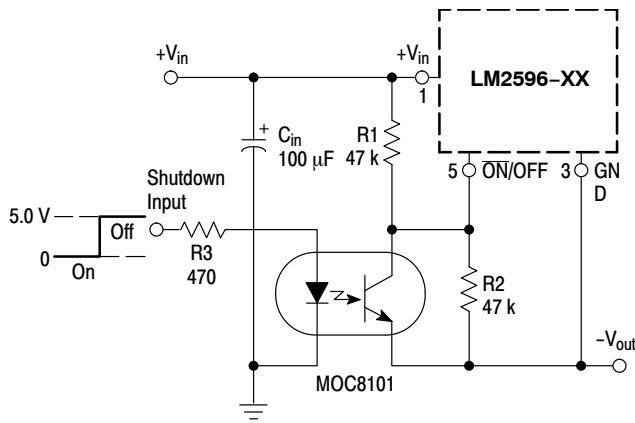 +Vin
+Vin
1
LM2596–XX
R1
47 k
+
Cin
100 μF
5 ON/OFF
3 GN
D
Shutdown
Input
5.0 V
Off
0
On
R3
470
R2
47 k
–Vout
MOC8101